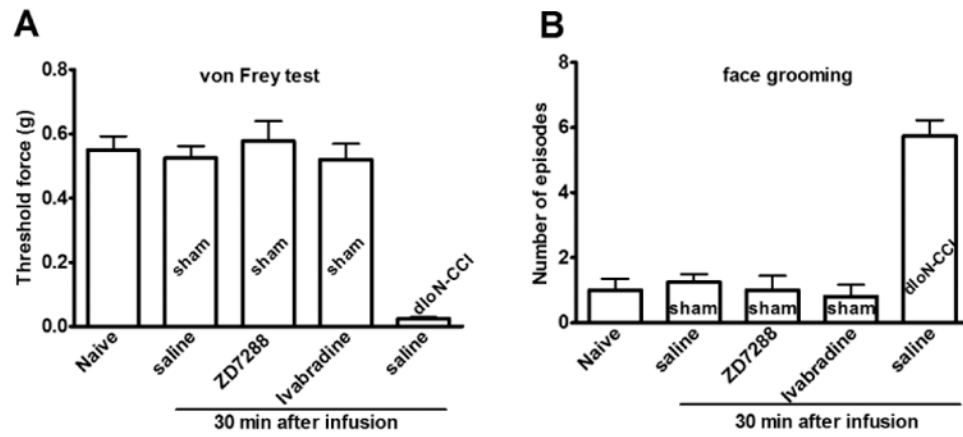 A
von Frey test
Threshold force (g)
0.8
0.6
0.4
0.2
0.0
sham
sham
sham
dIoN-CCI
Naive
saline
ZD7288
Ivabradine
saline
30 min after infusion
B
face grooming
Number of episodes
8
6
4
2
0
sham
sham
sham
dIoN-CCI
Naive
saline
ZD7288
Ivabradine
saline
30 min after infusion